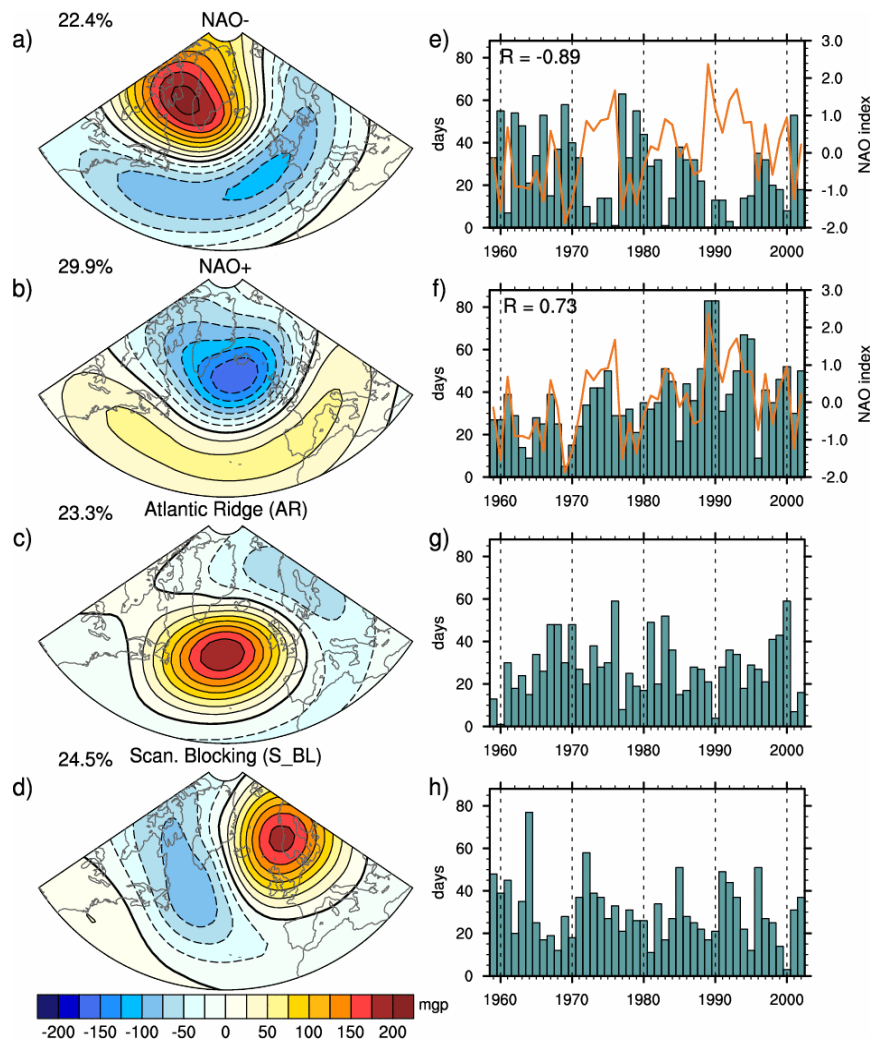 22.4% NAO-
a)
e)
R = -0.89
80
60
40
20
0
days
3.0
2.0
1.0
0.0
-1.0
-2.0
NAO index
1960 1970 1980 1990 2000
29.9% NAO+
b)
f)
R = 0.73
80
60
40
20
0
days
3.0
2.0
1.0
0.0
-1.0
-2.0
NAO index
1960 1970 1980 1990 2000
23.3% Atlantic Ridge (AR)
c)
g)
80
60
40
20
0
days
1960 1970 1980 1990 2000
24.5% Scan. Blocking (S_BL)
d)
h)
80
60
40
20
0
days
1960 1970 1980 1990 2000
mgp
-200 -150 -100 -50 0 50 100 150 200